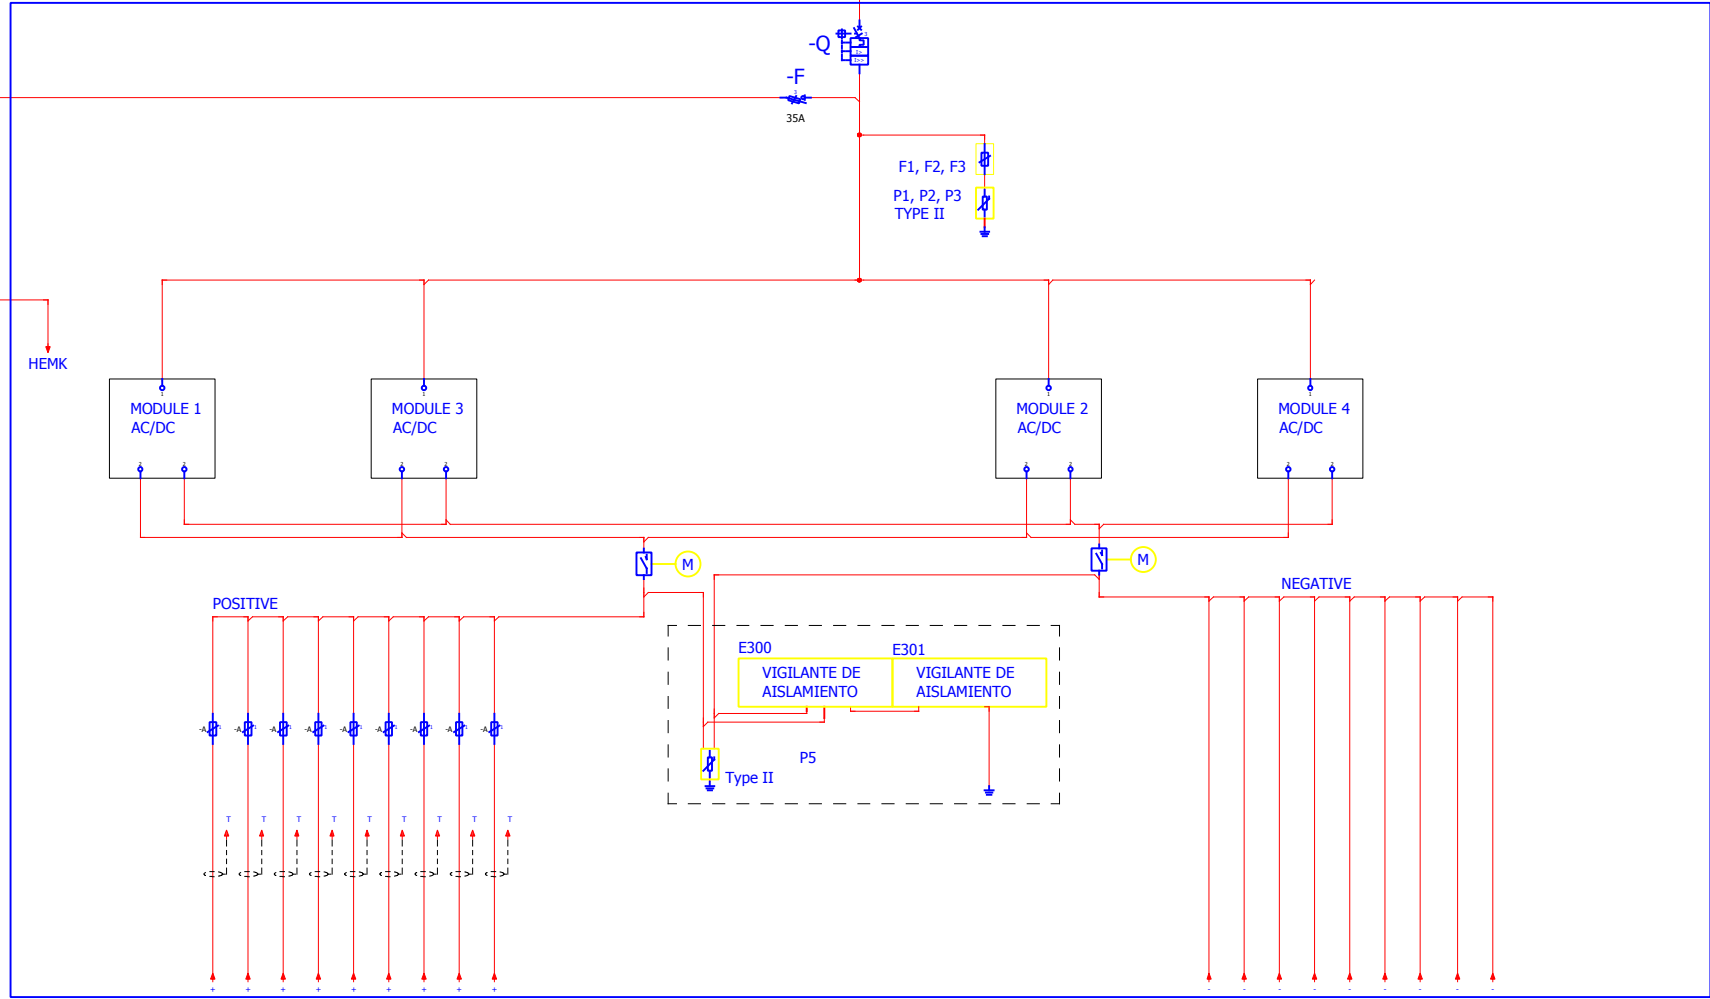 -Q
I>
I>>
-F
3
35A
F1, F2, F3
P1, P2, P3
TYPE II
HEMK
MODULE 1
AC/DC
MODULE 3
AC/DC
MODULE 2
AC/DC
MODULE 4
AC/DC
M
M
POSITIVE
NEGATIVE
E300
E301
VIGILANTE DE
AISLAMIENTO
VIGILANTE DE
AISLAMIENTO
P5
Type II
-A -A -A -A -A -A -A -A -A
T T T T T T T T T
+ + + + + + + + +
- - - - - - - - -